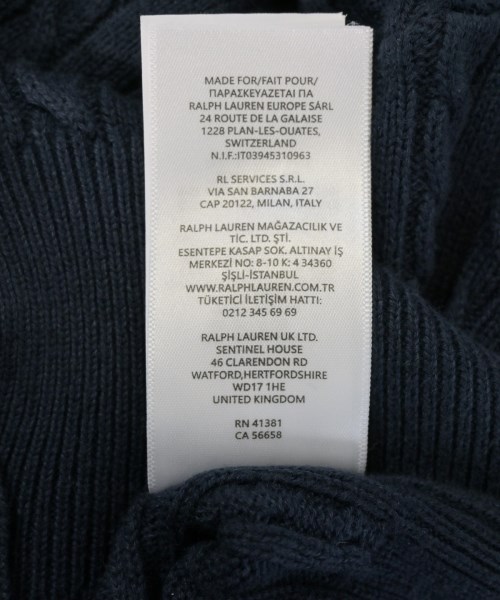 MADE FOR/FAIT POUR/
ΠΑΡΑΣΚΕΥΑΖΕΤΑΙ ΠΑ
RALPH LAUREN EUROPE SÁRL
24 ROUTE DE LA GALAISE
1228 PLAN-LES-OUATES,
SWITZERLAND
N.I.F.:IT03945310963
RL SERVICES S.R.L.
VIA SAN BARNABA 27
CAP 20122, MILAN, ITALY
RALPH LAUREN MAĞAZACILIK VE
TİC. LTD. ŞTİ.
ESENTEPE KASAP SOK. ALTINAY İŞ
MERKEZİ NO: 8-10 K: 4 34360
ŞİŞLİ-İSTANBUL
WWW.RALPHLAUREN.COM.TR
TÜKETİCİ İLETİŞİM HATTI:
0212 345 69 69
RALPH LAUREN UK LTD.
SENTINEL HOUSE
46 CLARENDON RD
WATFORD,HERTFORDSHIRE
WD17 1HE
UNITED KINGDOM
RN 41381
CA 56658